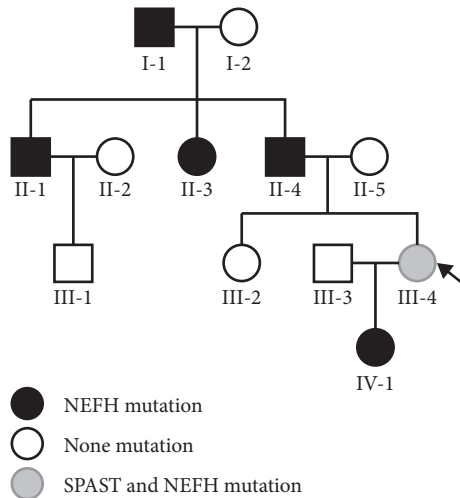 I-1 I-2
II-1 II-2 II-3 II-4 II-5
III-1 III-2 III-3 III-4
IV-1
NEFH mutation
None mutation
SPAST and NEFH mutation